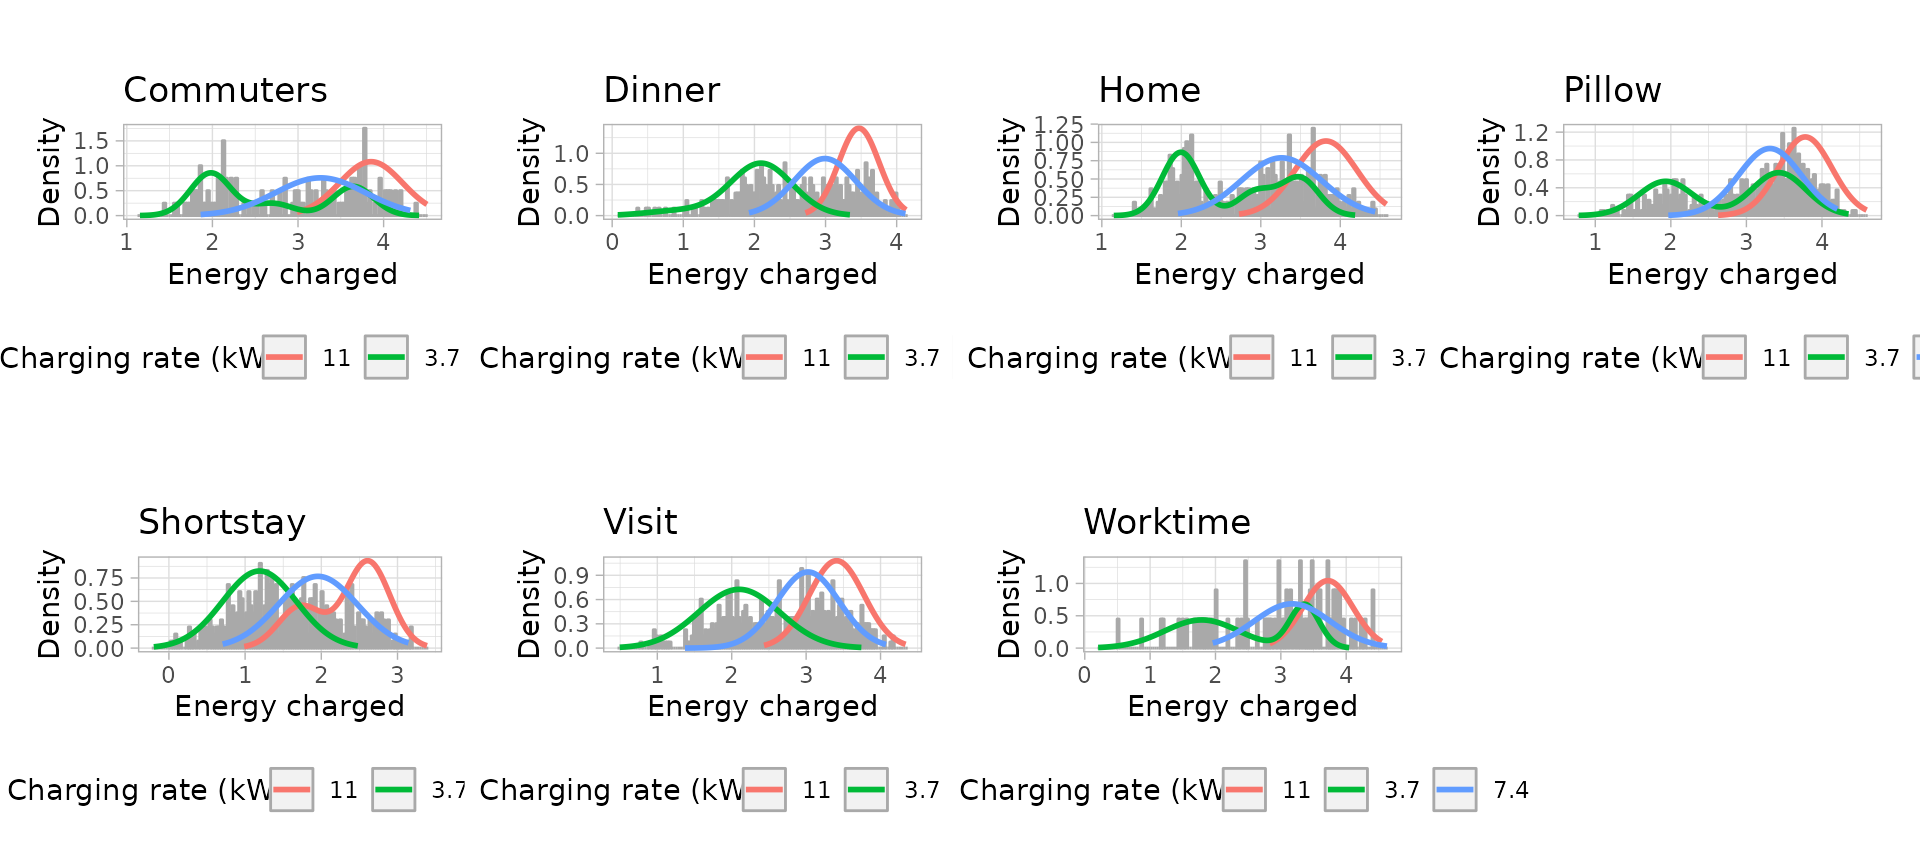 Commuters
Density
1.5
1.0
0.5
0.0
1 2 3 4
Energy charged
Charging rate (kW 11 3.7
Dinner
Density
1.0
0.5
0.0
0 1 2 3 4
Energy charged
Charging rate (kW 11 3.7
Home
Density
1.25
1.00
0.75
0.50
0.25
0.00
1 2 3 4
Energy charged
Charging rate (kW 11 3.7
Pillow
Density
1.2
0.8
0.4
0.0
1 2 3 4
Energy charged
Charging rate (kW 11 3.7
Shortstay
Density
0.75
0.50
0.25
0.00
0 1 2 3
Energy charged
Charging rate (kW 11 3.7
Visit
Density
0.9
0.6
0.3
0.0
1 2 3 4
Energy charged
Charging rate (kW 11 3.7
Worktime
Density
1.0
0.5
0.0
0 1 2 3 4
Energy charged
Charging rate (kW 11 3.7 7.4